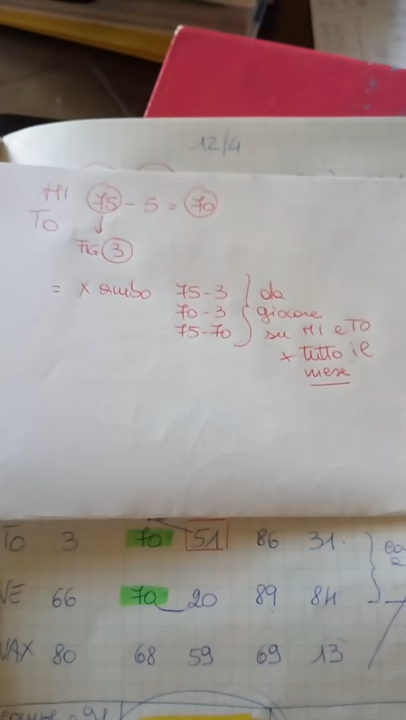 12/4
MI 75 - 5 = 70
TO
FIG 3
= x ambo 75-3 da
70-3 giocare
75-70 su MI e TO
x tutto il
mese
TO 3 70 51 86 31.
VE 66 70 20 89 84
NAX 80 68 59 69 13